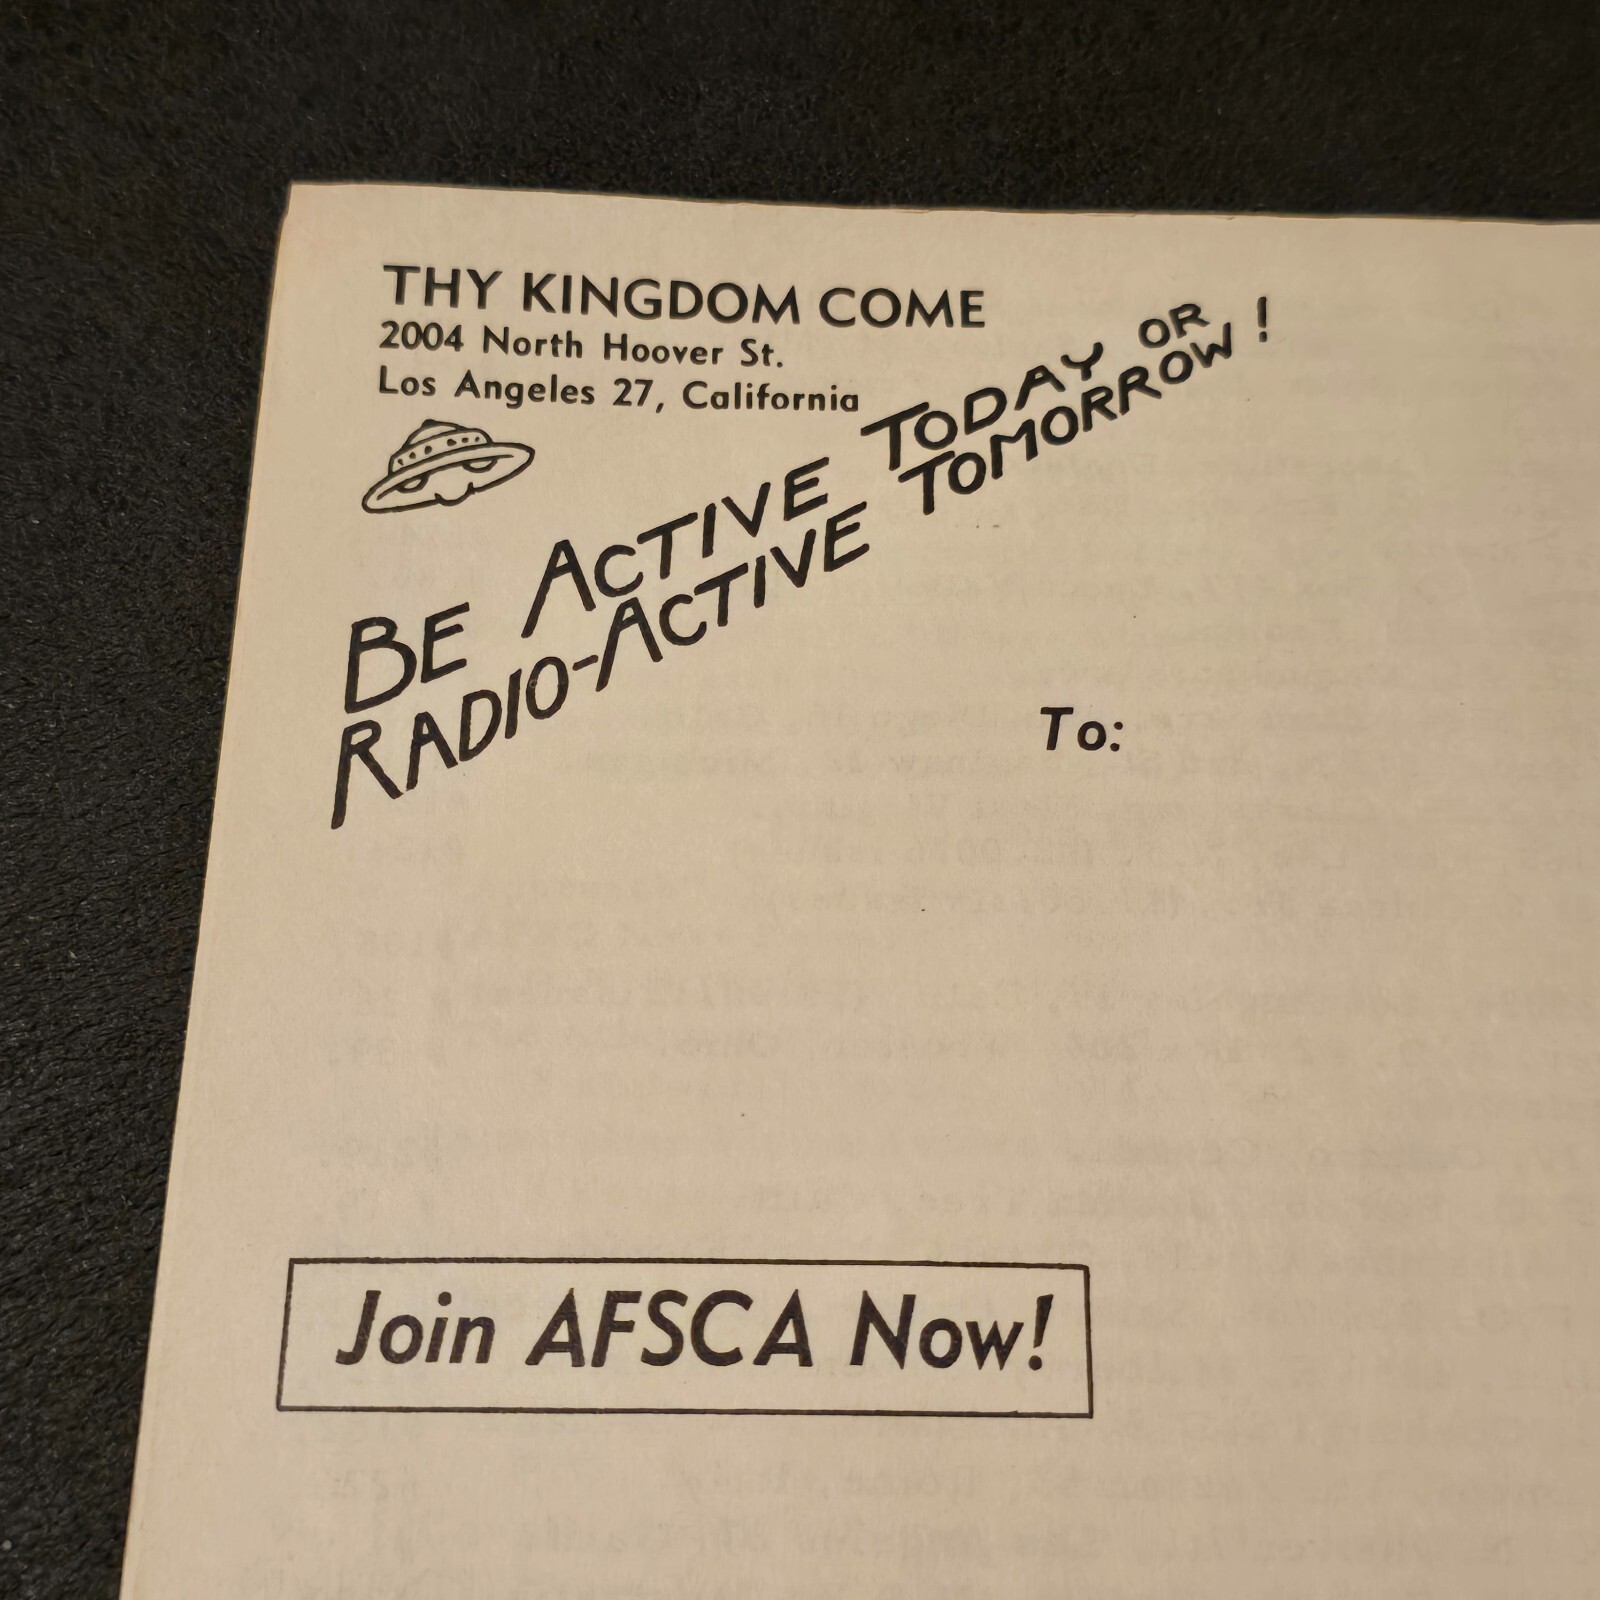 THY KINGDOM COME
2004 North Hoover St.
Los Angeles 27, California
BE ACTIVE TODAY OR
RADIO-ACTIVE TOMORROW!
To:
Join AFSCA Now!